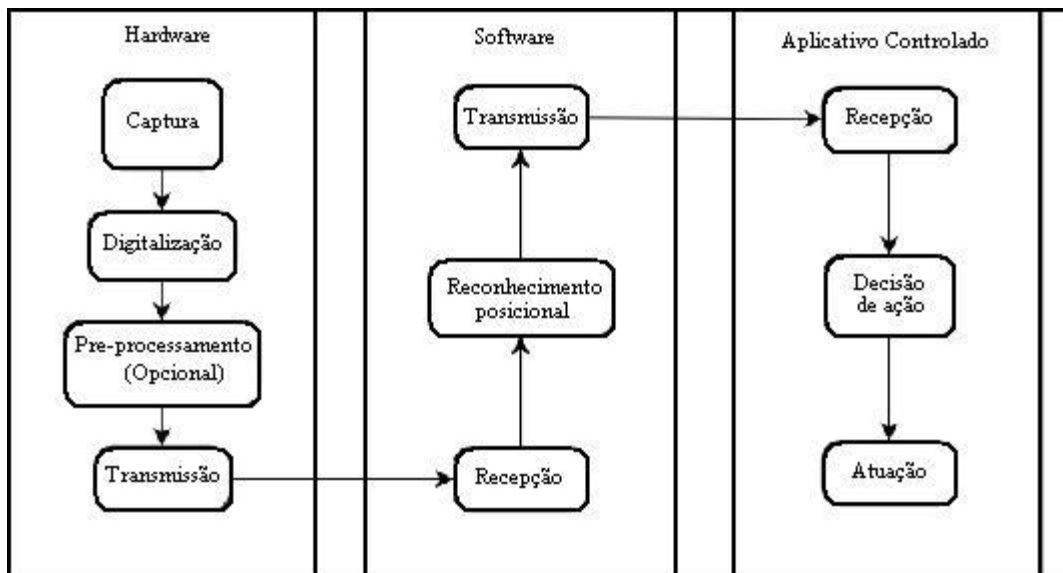 Hardware
Captura
Digitalização
Pre-processamento
(Opcional)
Transmissão
Software
Transmissão
Reconhecimento
posicional
Recepção
Aplicativo Controlado
Recepção
Decisão
de ação
Atuação